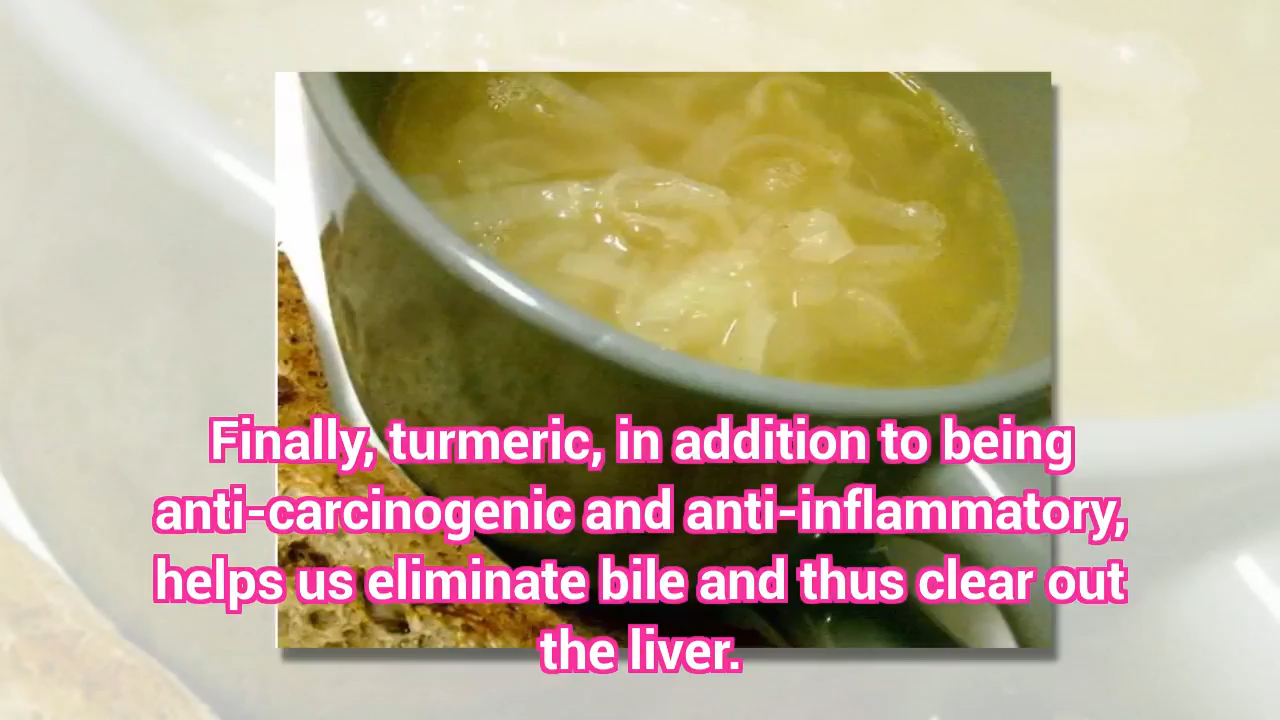 Finally, turmeric, in addition to being
anti-carcinogenic and anti-inflammatory,
helps us eliminate bile and thus clear out
the liver.